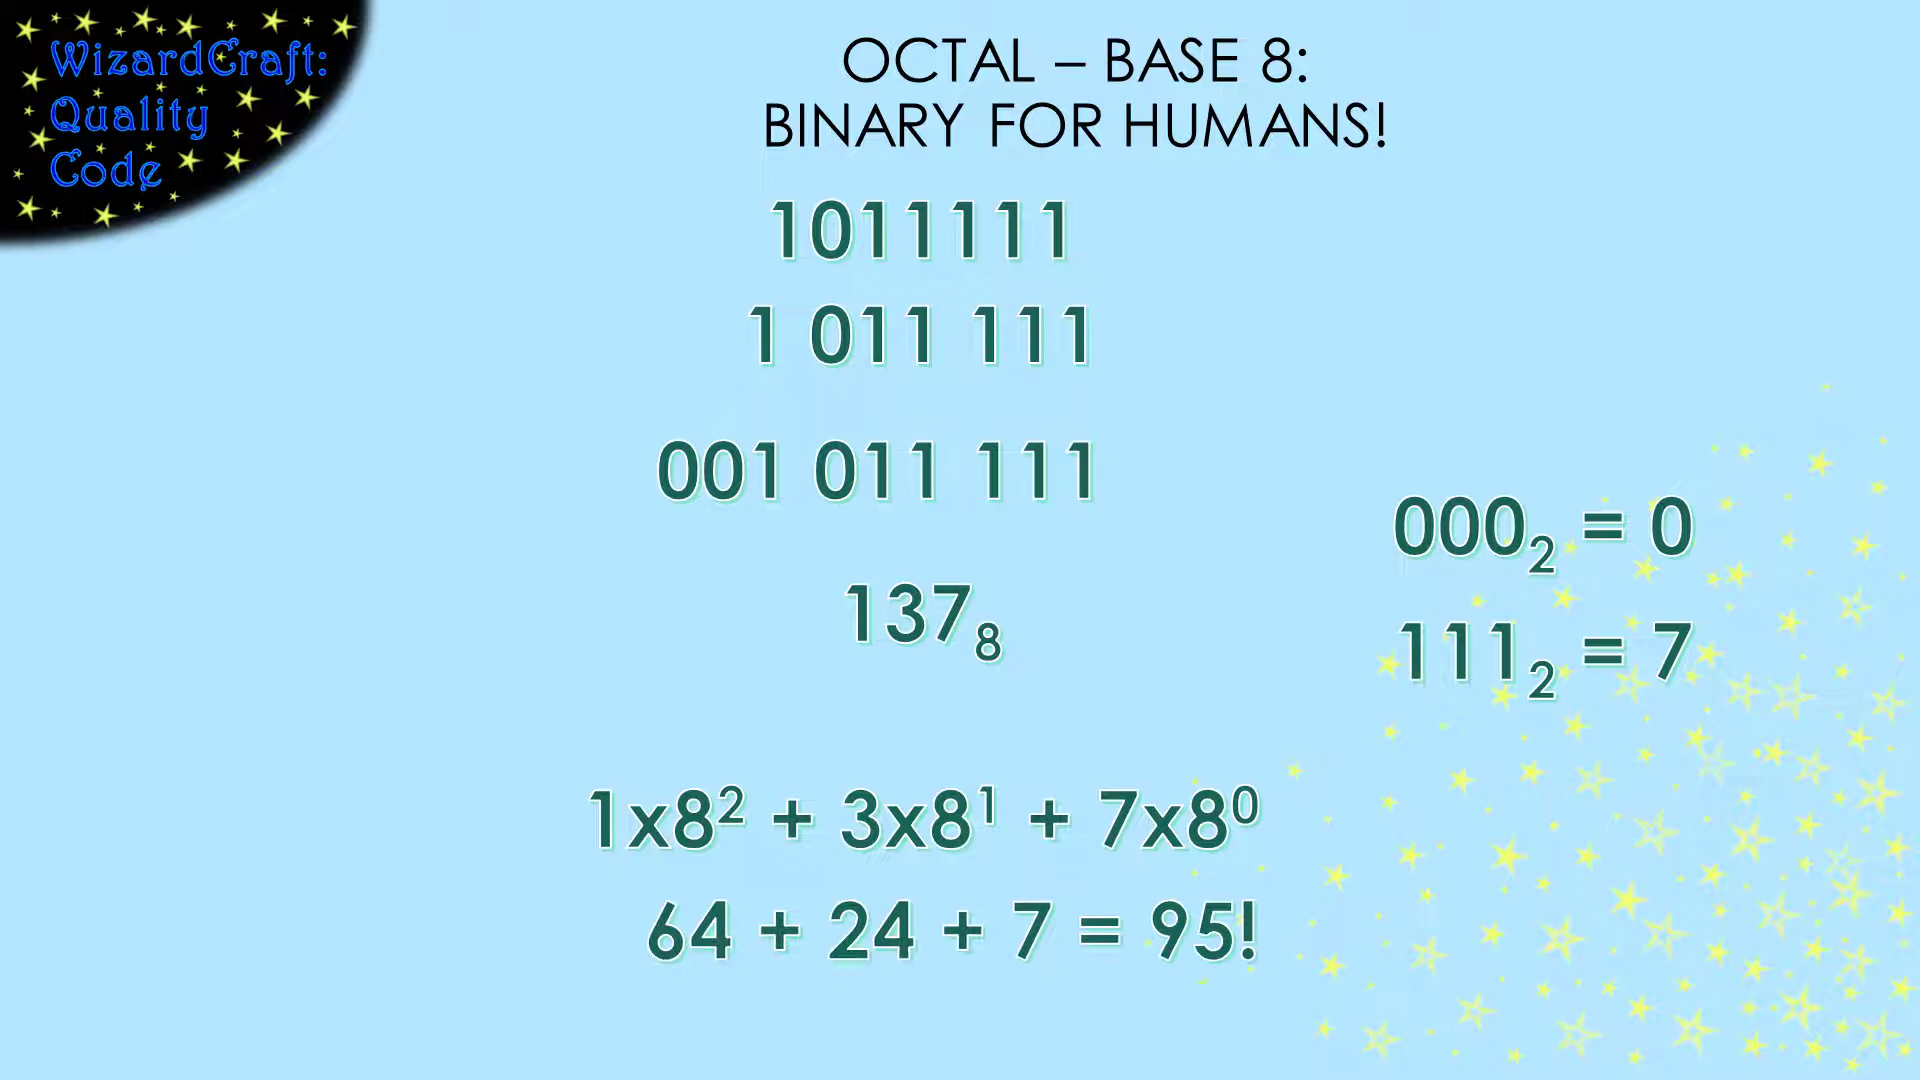 WizardCraft:
Quality
Code
OCTAL – BASE 8:
BINARY FOR HUMANS!
1011111
1 011 111
001 011 111
000₂ = 0
137₈
111₂ = 7
1x8² + 3x8¹ + 7x8⁰
64 + 24 + 7 = 95!